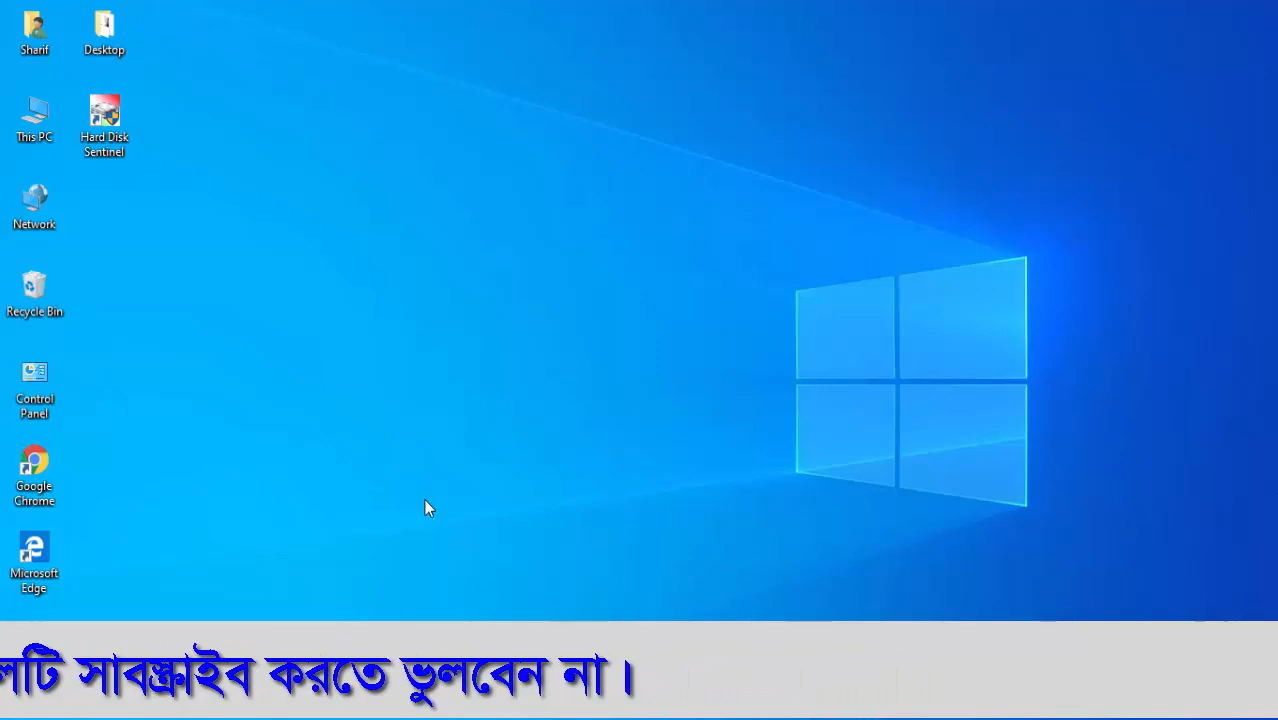 Sharif
Desktop
This PC
Hard Disk
Sentinel
Network
Recycle Bin
Control
Panel
Google
Chrome
Microsoft
Edge
লটি সাবস্ক্রাইব করতে ভুলবেন না।